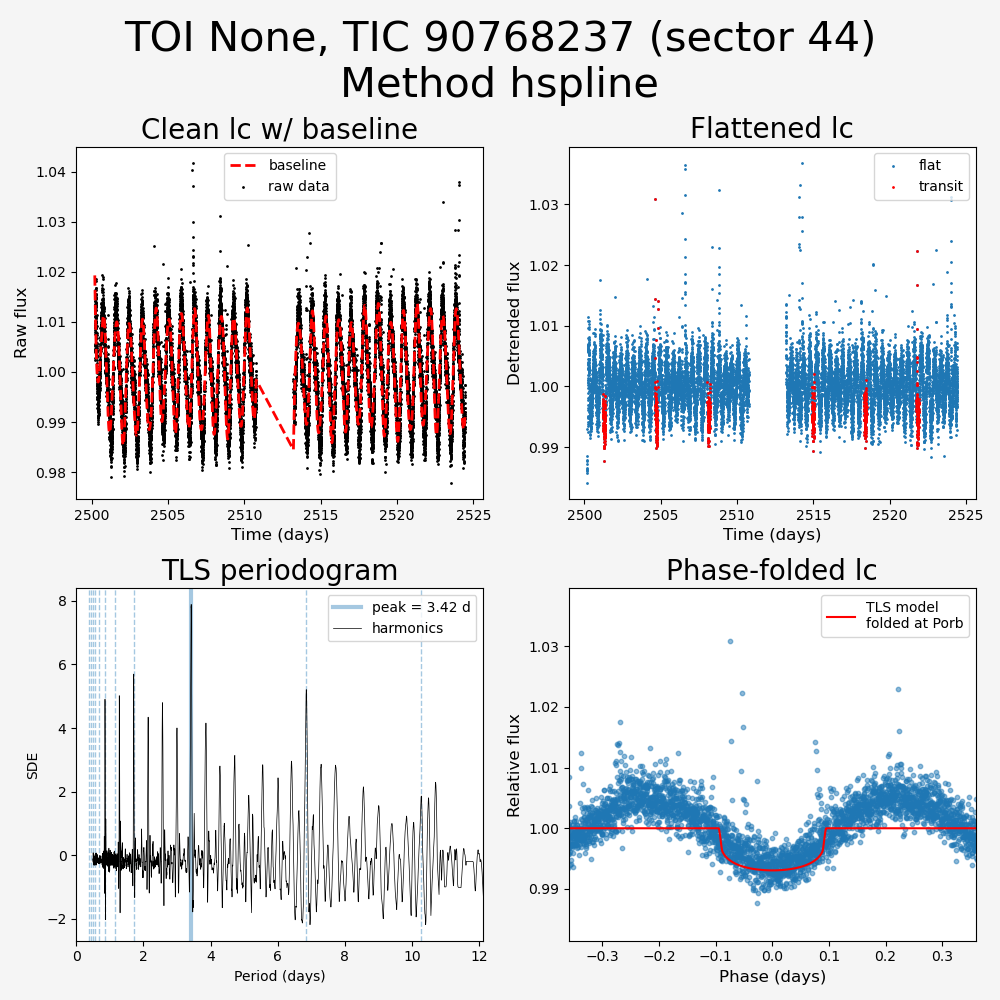 TOI None, TIC 90768237 (sector 44)
Method hspline
Clean lc w/ baseline
Flattened lc
baseline
raw data
flat
transit
1.04
1.03
1.02
1.01
1.00
0.99
0.98
Raw flux
2500
2505
2510
2515
2520
2525
Time (days)
1.03
1.02
1.01
1.00
0.99
Detrended flux
2500
2505
2510
2515
2520
2525
Time (days)
TLS periodogram
Phase-folded lc
peak = 3.42 d
harmonics
8
6
4
2
0
−2
SDE
0
2
4
6
8
10
12
Period (days)
TLS model
folded at Porb
1.03
1.02
1.01
1.00
0.99
Relative flux
−0.3
−0.2
−0.1
0.0
0.1
0.2
0.3
Phase (days)